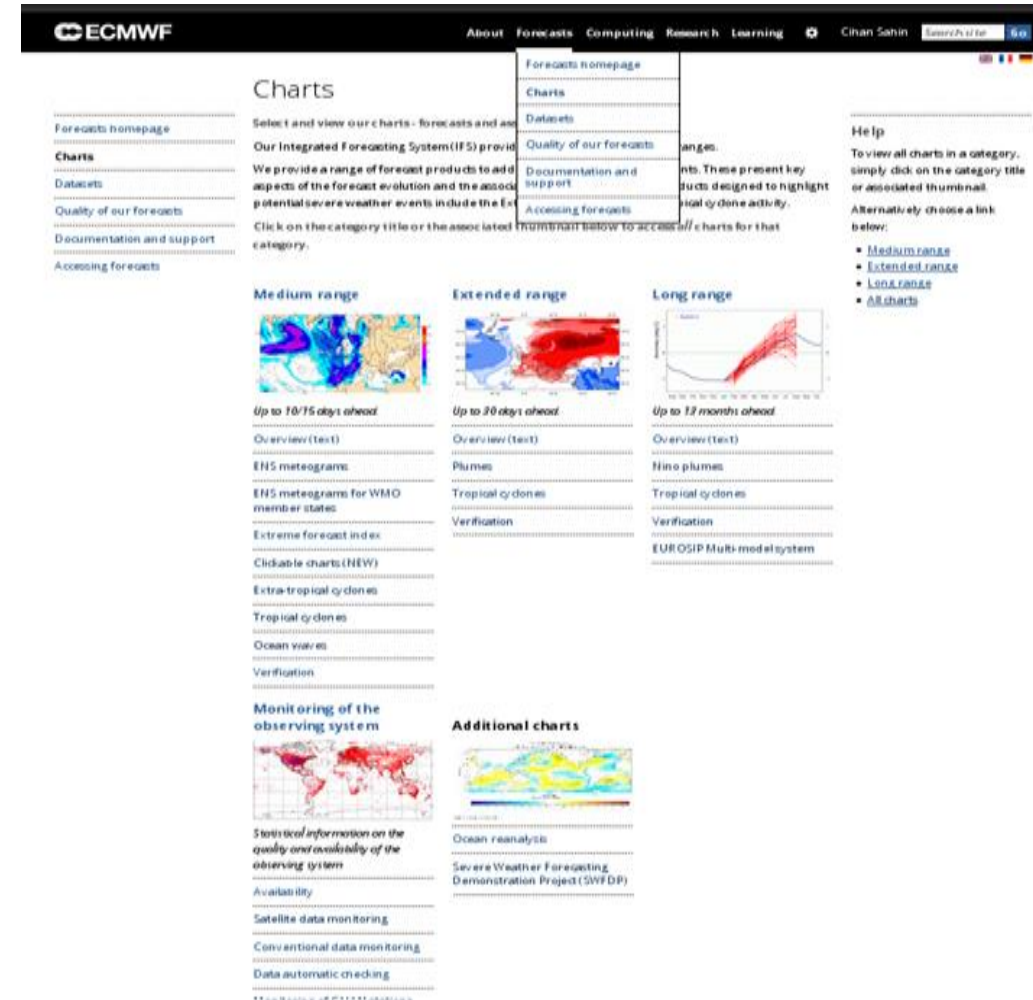 ECMWF
About Forecasts Computing Research Learning Cihan Sahin Search site Go
Forecasts homepage
Charts
Datasets
Quality of our forecasts
Documentation and
support
Accessing forecasts
Forecasts homepage
Charts
Datasets
Quality of our forecasts
Documentation and support
Accessing forecasts
Charts
Select and view our charts - forecasts and
Our Integrated Forecasting System (IFS) anges.
We provide a range of forecast products to nts. These present key
aspects of the forecast evolution and the ducts designed to highlight
potential severe weather events include the ical cyclone activity.
Click on the category title or the associated thumbnail below to access all charts for that
category.
Medium range
Up to 10/15 days ahead
Overview (text)
ENS meteograms
ENS meteograms for WMO
member states
Extreme forecast index
Clickable charts (NEW)
Extra-tropical cyclones
Tropical cyclones
Ocean waves
Verification
Extended range
Up to 30 days ahead
Overview (text)
Plumes
Tropical cyclones
Verification
Long range
Up to 13 months ahead
Overview (text)
Nino plumes
Tropical cyclones
Verification
EUROSIP Multi-model system
Monitoring of the
observing system
Statistical information on the
quality and availability of the
observing system
Availability
Satellite data monitoring
Conventional data monitoring
Data automatic checking
Additional charts
Ocean reanalysis
Severe Weather Forecasting
Demonstration Project (SWFDP)
Help
To view all charts in a category,
simply click on the category title
or associated thumbnail.
Alternatively choose a link
below:
Medium range
Extended range
Long range
All charts